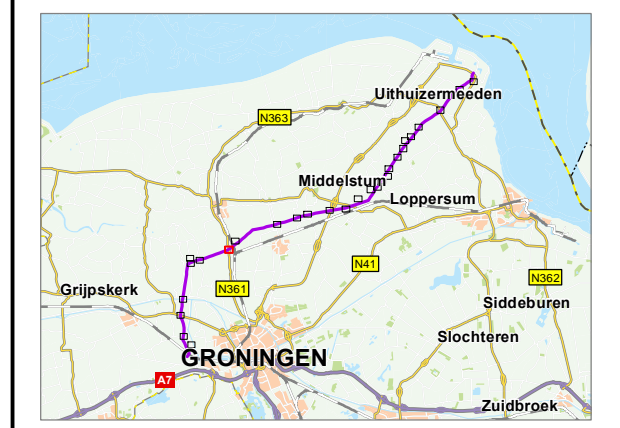 Uithuizermeeden
N363
Middelstum
Loppersum
N41
N362
Grijpskerk
N361
Siddeburen
Slochteren
GRONINGEN
A7
Zuidbroek